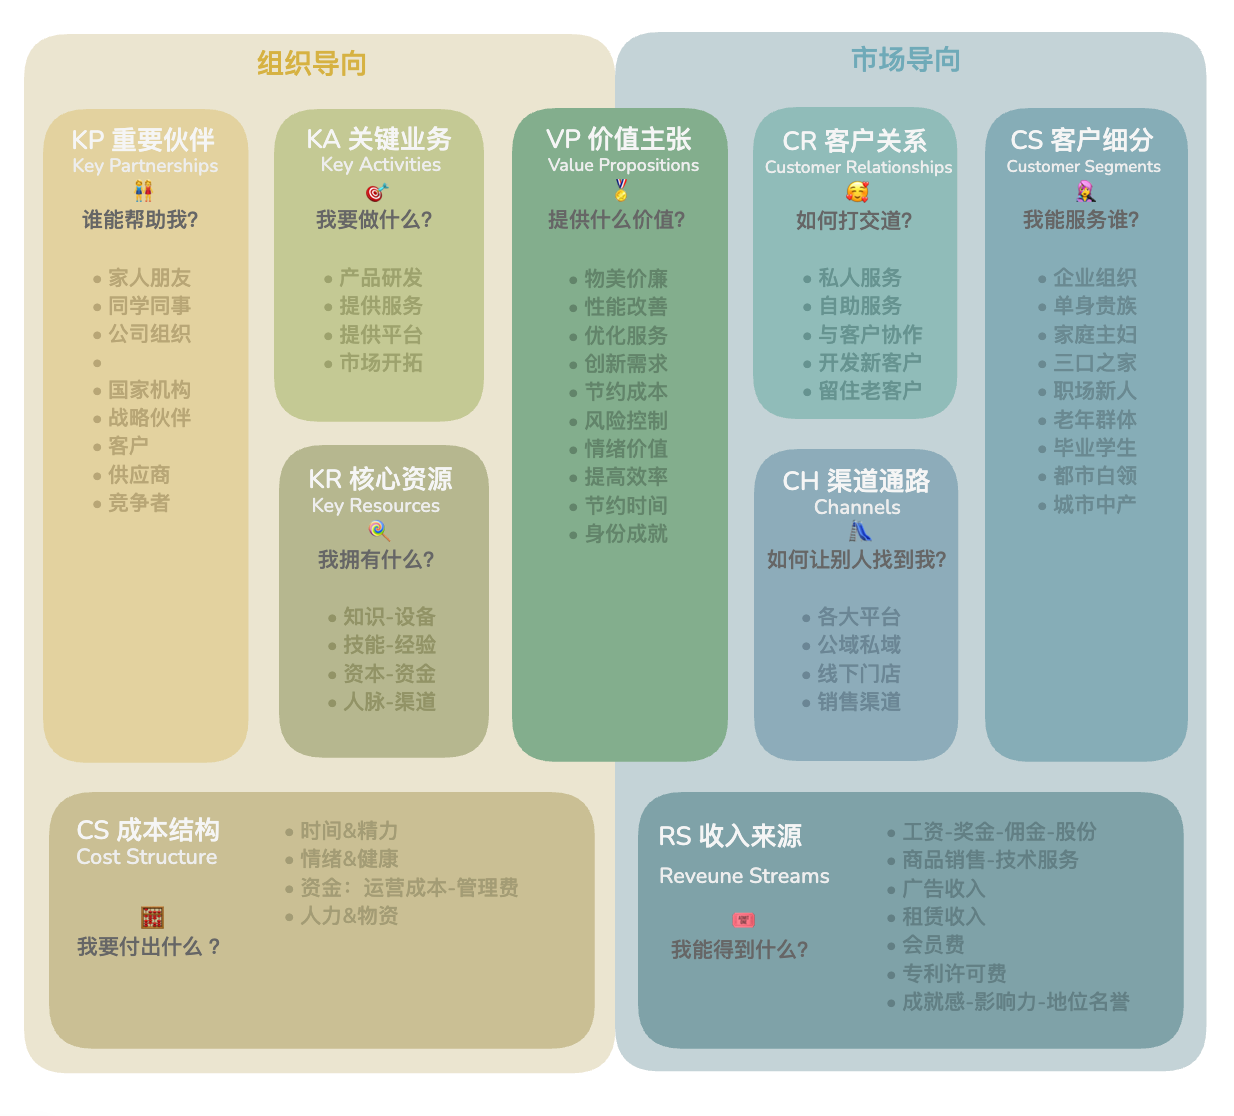 组织导向
市场导向
KP 重要伙伴
Key Partnerships
谁能帮助我?
• 家人朋友
• 同学同事
• 公司组织
•
• 国家机构
• 战略伙伴
• 客户
• 供应商
• 竞争者
KA 关键业务
Key Activities
我要做什么?
• 产品研发
• 提供服务
• 提供平台
• 市场开拓
KR 核心资源
Key Resources
我拥有什么?
• 知识-设备
• 技能-经验
• 资本-资金
• 人脉-渠道
VP 价值主张
Value Propositions
提供什么价值?
• 物美价廉
• 性能改善
• 优化服务
• 创新需求
• 节约成本
• 风险控制
• 情绪价值
• 提高效率
• 节约时间
• 身份成就
CR 客户关系
Customer Relationships
如何打交道?
• 私人服务
• 自助服务
• 与客户协作
• 开发新客户
• 留住老客户
CH 渠道通路
Channels
如何让别人找到我?
• 各大平台
• 公域私域
• 线下门店
• 销售渠道
CS 客户细分
Customer Segments
我能服务谁?
• 企业组织
• 单身贵族
• 家庭主妇
• 三口之家
• 职场新人
• 老年群体
• 毕业学生
• 都市白领
• 城市中产
CS 成本结构
Cost Structure
我要付出什么？
• 时间&精力
• 情绪&健康
• 资金：运营成本-管理费
• 人力&物资
RS 收入来源
Reveune Streams
我能得到什么?
• 工资-奖金-佣金-股份
• 商品销售-技术服务
• 广告收入
• 租赁收入
• 会员费
• 专利许可费
• 成就感-影响力-地位名誉